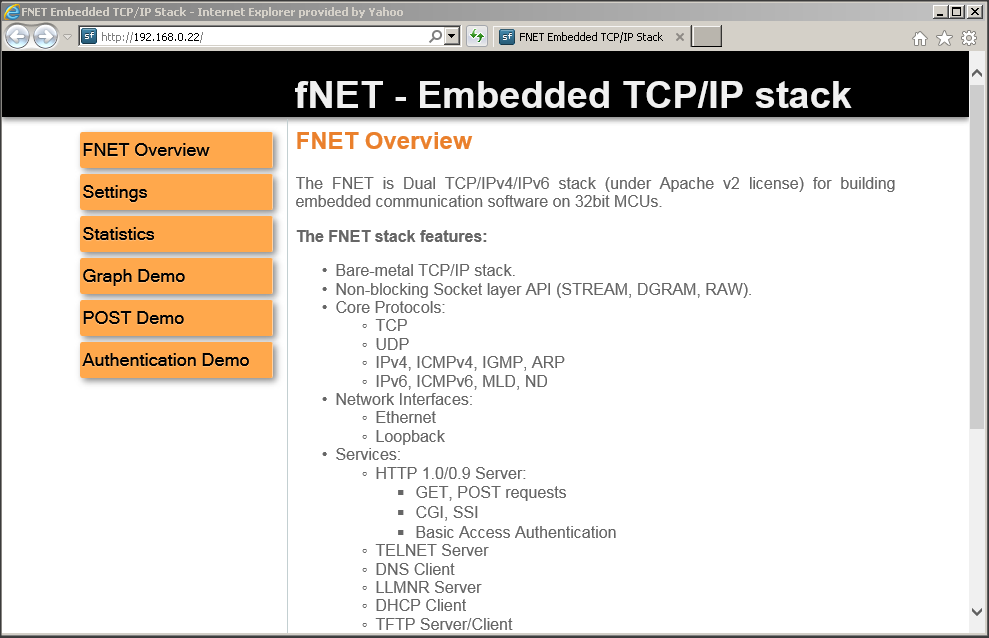 FNET Embedded TCP/IP Stack - Internet Explorer provided by Yahoo
sf http://192.168.0.22/
sf FNET Embedded TCP/IP Stack
fNET - Embedded TCP/IP stack
FNET Overview
Settings
Statistics
Graph Demo
POST Demo
Authentication Demo
FNET Overview
The FNET is Dual TCP/IPv4/IPv6 stack (under Apache v2 license) for building
embedded communication software on 32bit MCUs.
The FNET stack features:
• Bare-metal TCP/IP stack.
• Non-blocking Socket layer API (STREAM, DGRAM, RAW).
• Core Protocols:
◦ TCP
◦ UDP
◦ IPv4, ICMPv4, IGMP, ARP
◦ IPv6, ICMPv6, MLD, ND
• Network Interfaces:
◦ Ethernet
◦ Loopback
• Services:
◦ HTTP 1.0/0.9 Server:
▪ GET, POST requests
▪ CGI, SSI
▪ Basic Access Authentication
◦ TELNET Server
◦ DNS Client
◦ LLMNR Server
◦ DHCP Client
◦ TFTP Server/Client